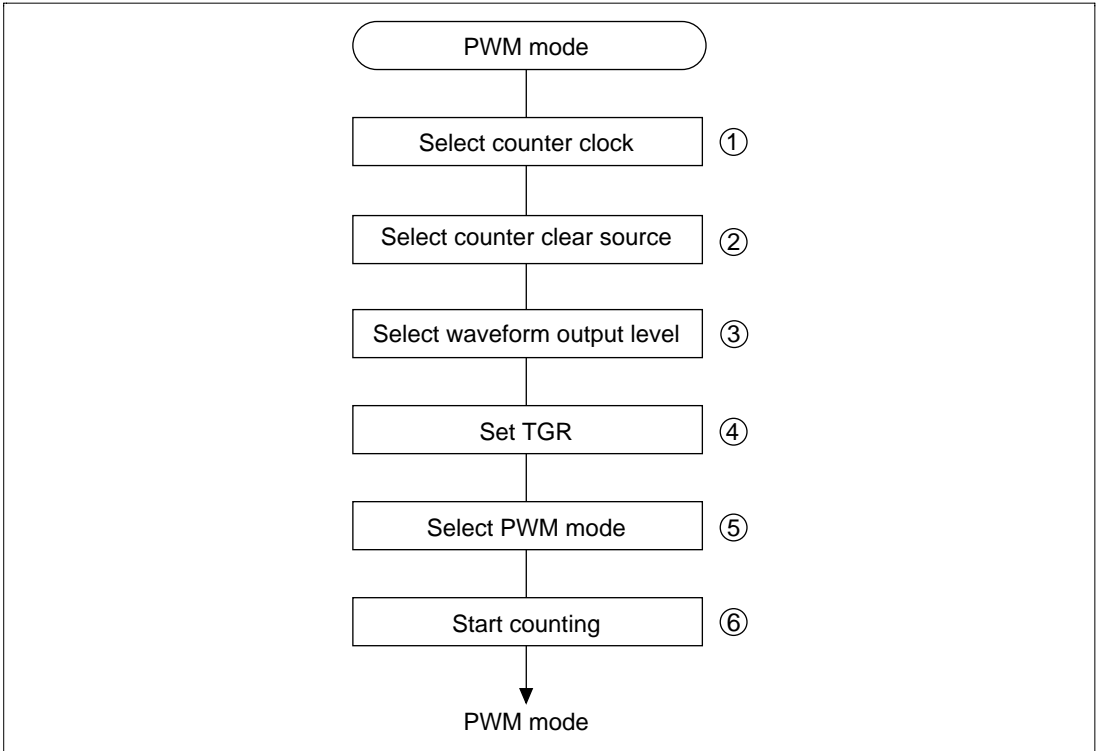 PWM mode
Select counter clock ①
Select counter clear source ②
Select waveform output level ③
Set TGR ④
Select PWM mode ⑤
Start counting ⑥
PWM mode